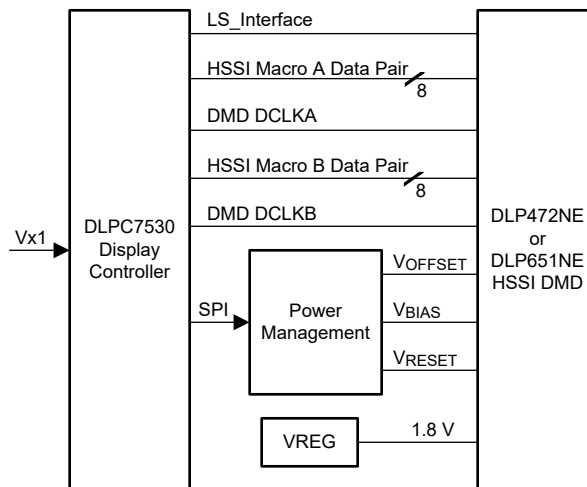 LS_Interface
HSSI Macro A Data Pair
8
DMD DCLKA
HSSI Macro B Data Pair
8
DMD DCLKB
Vx1
DLPC7530
Display
Controller
SPI
Power
Management
VOFFSET
VBIAS
VRESET
VREG
1.8 V
DLP472NE
or
DLP651NE
HSSI DMD